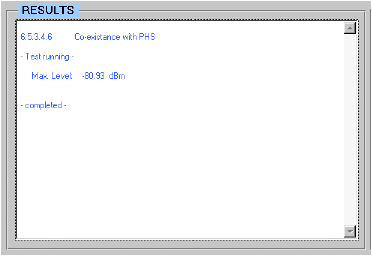 RESULTS
6.5.3.4.6 Co-existance with PHS
- Test running -
Max. Level: -80.93 dBm
- completed -